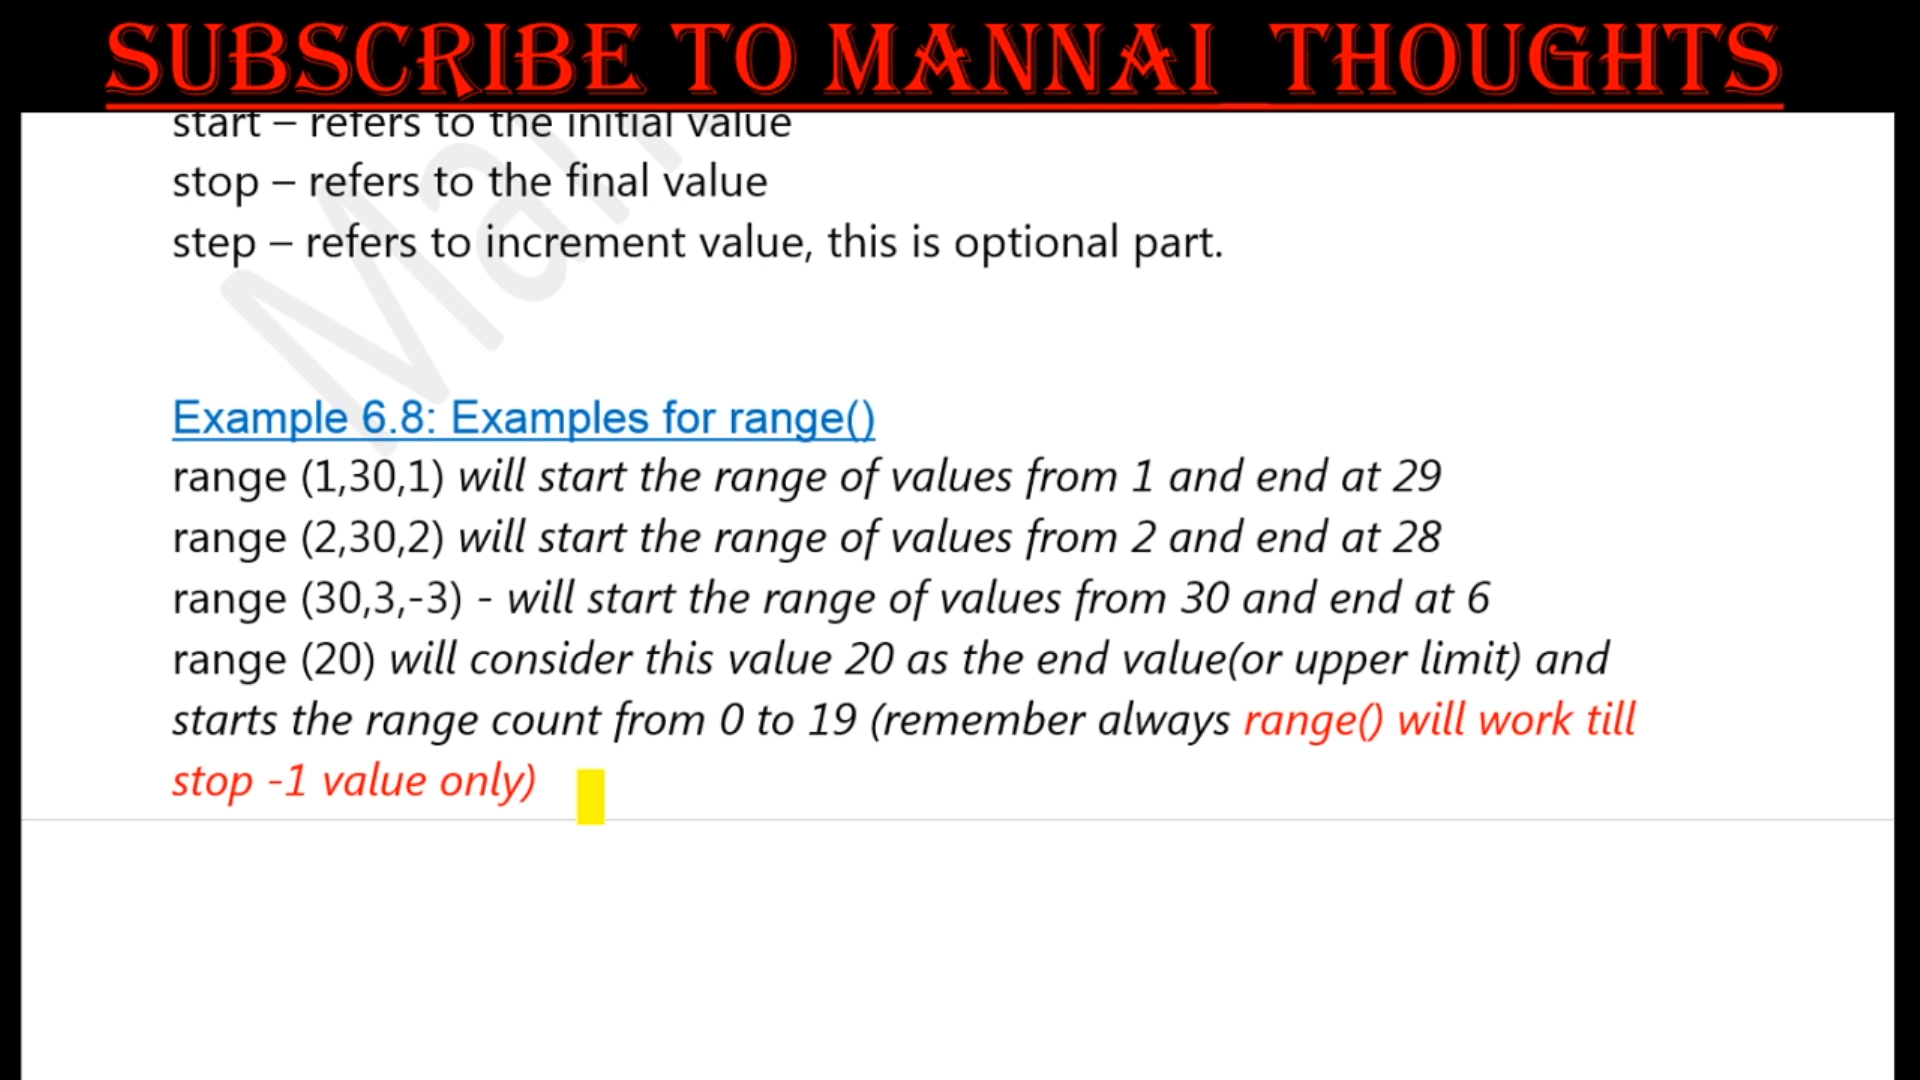 SUBSCRIBE TO MANNAI THOUGHTS
start – refers to the initial value
stop – refers to the final value
step – refers to increment value, this is optional part.
Example 6.8: Examples for range()
range (1,30,1) will start the range of values from 1 and end at 29
range (2,30,2) will start the range of values from 2 and end at 28
range (30,3,-3) - will start the range of values from 30 and end at 6
range (20) will consider this value 20 as the end value(or upper limit) and
starts the range count from 0 to 19 (remember always range() will work till
stop -1 value only)